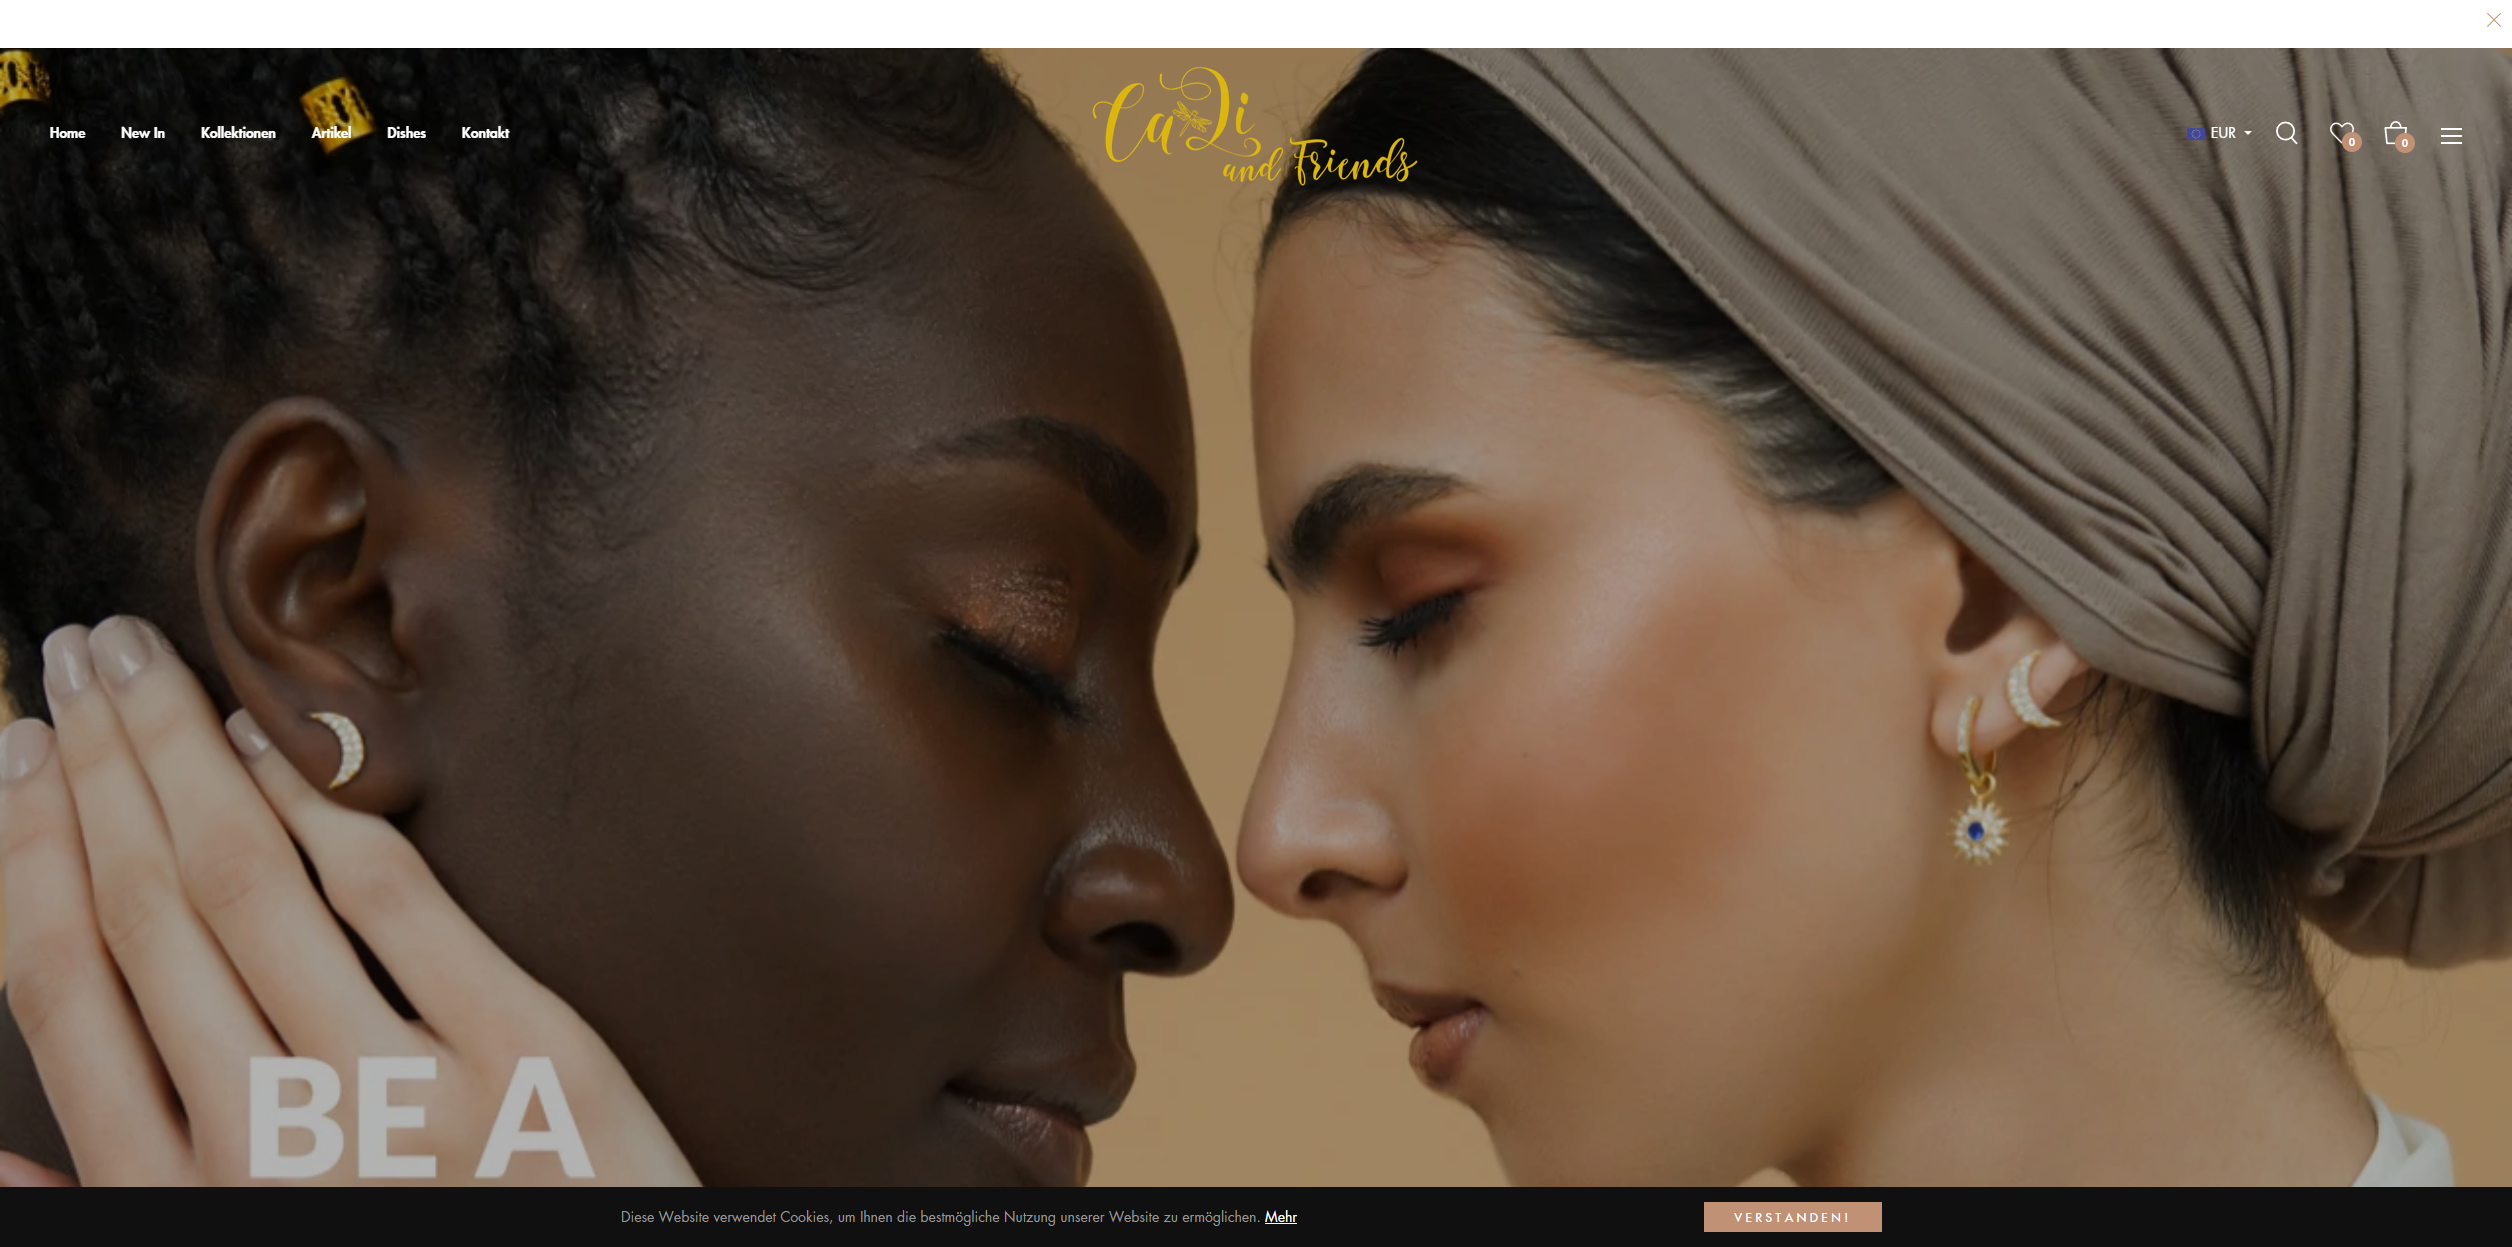 Home New In Kollektionen Artikel Dishes Kontakt
CaDi
and Friends
EUR
0
0
BE A
Diese Website verwendet Cookies, um Ihnen die bestmögliche Nutzung unserer Website zu ermöglichen. Mehr
VERSTANDEN!